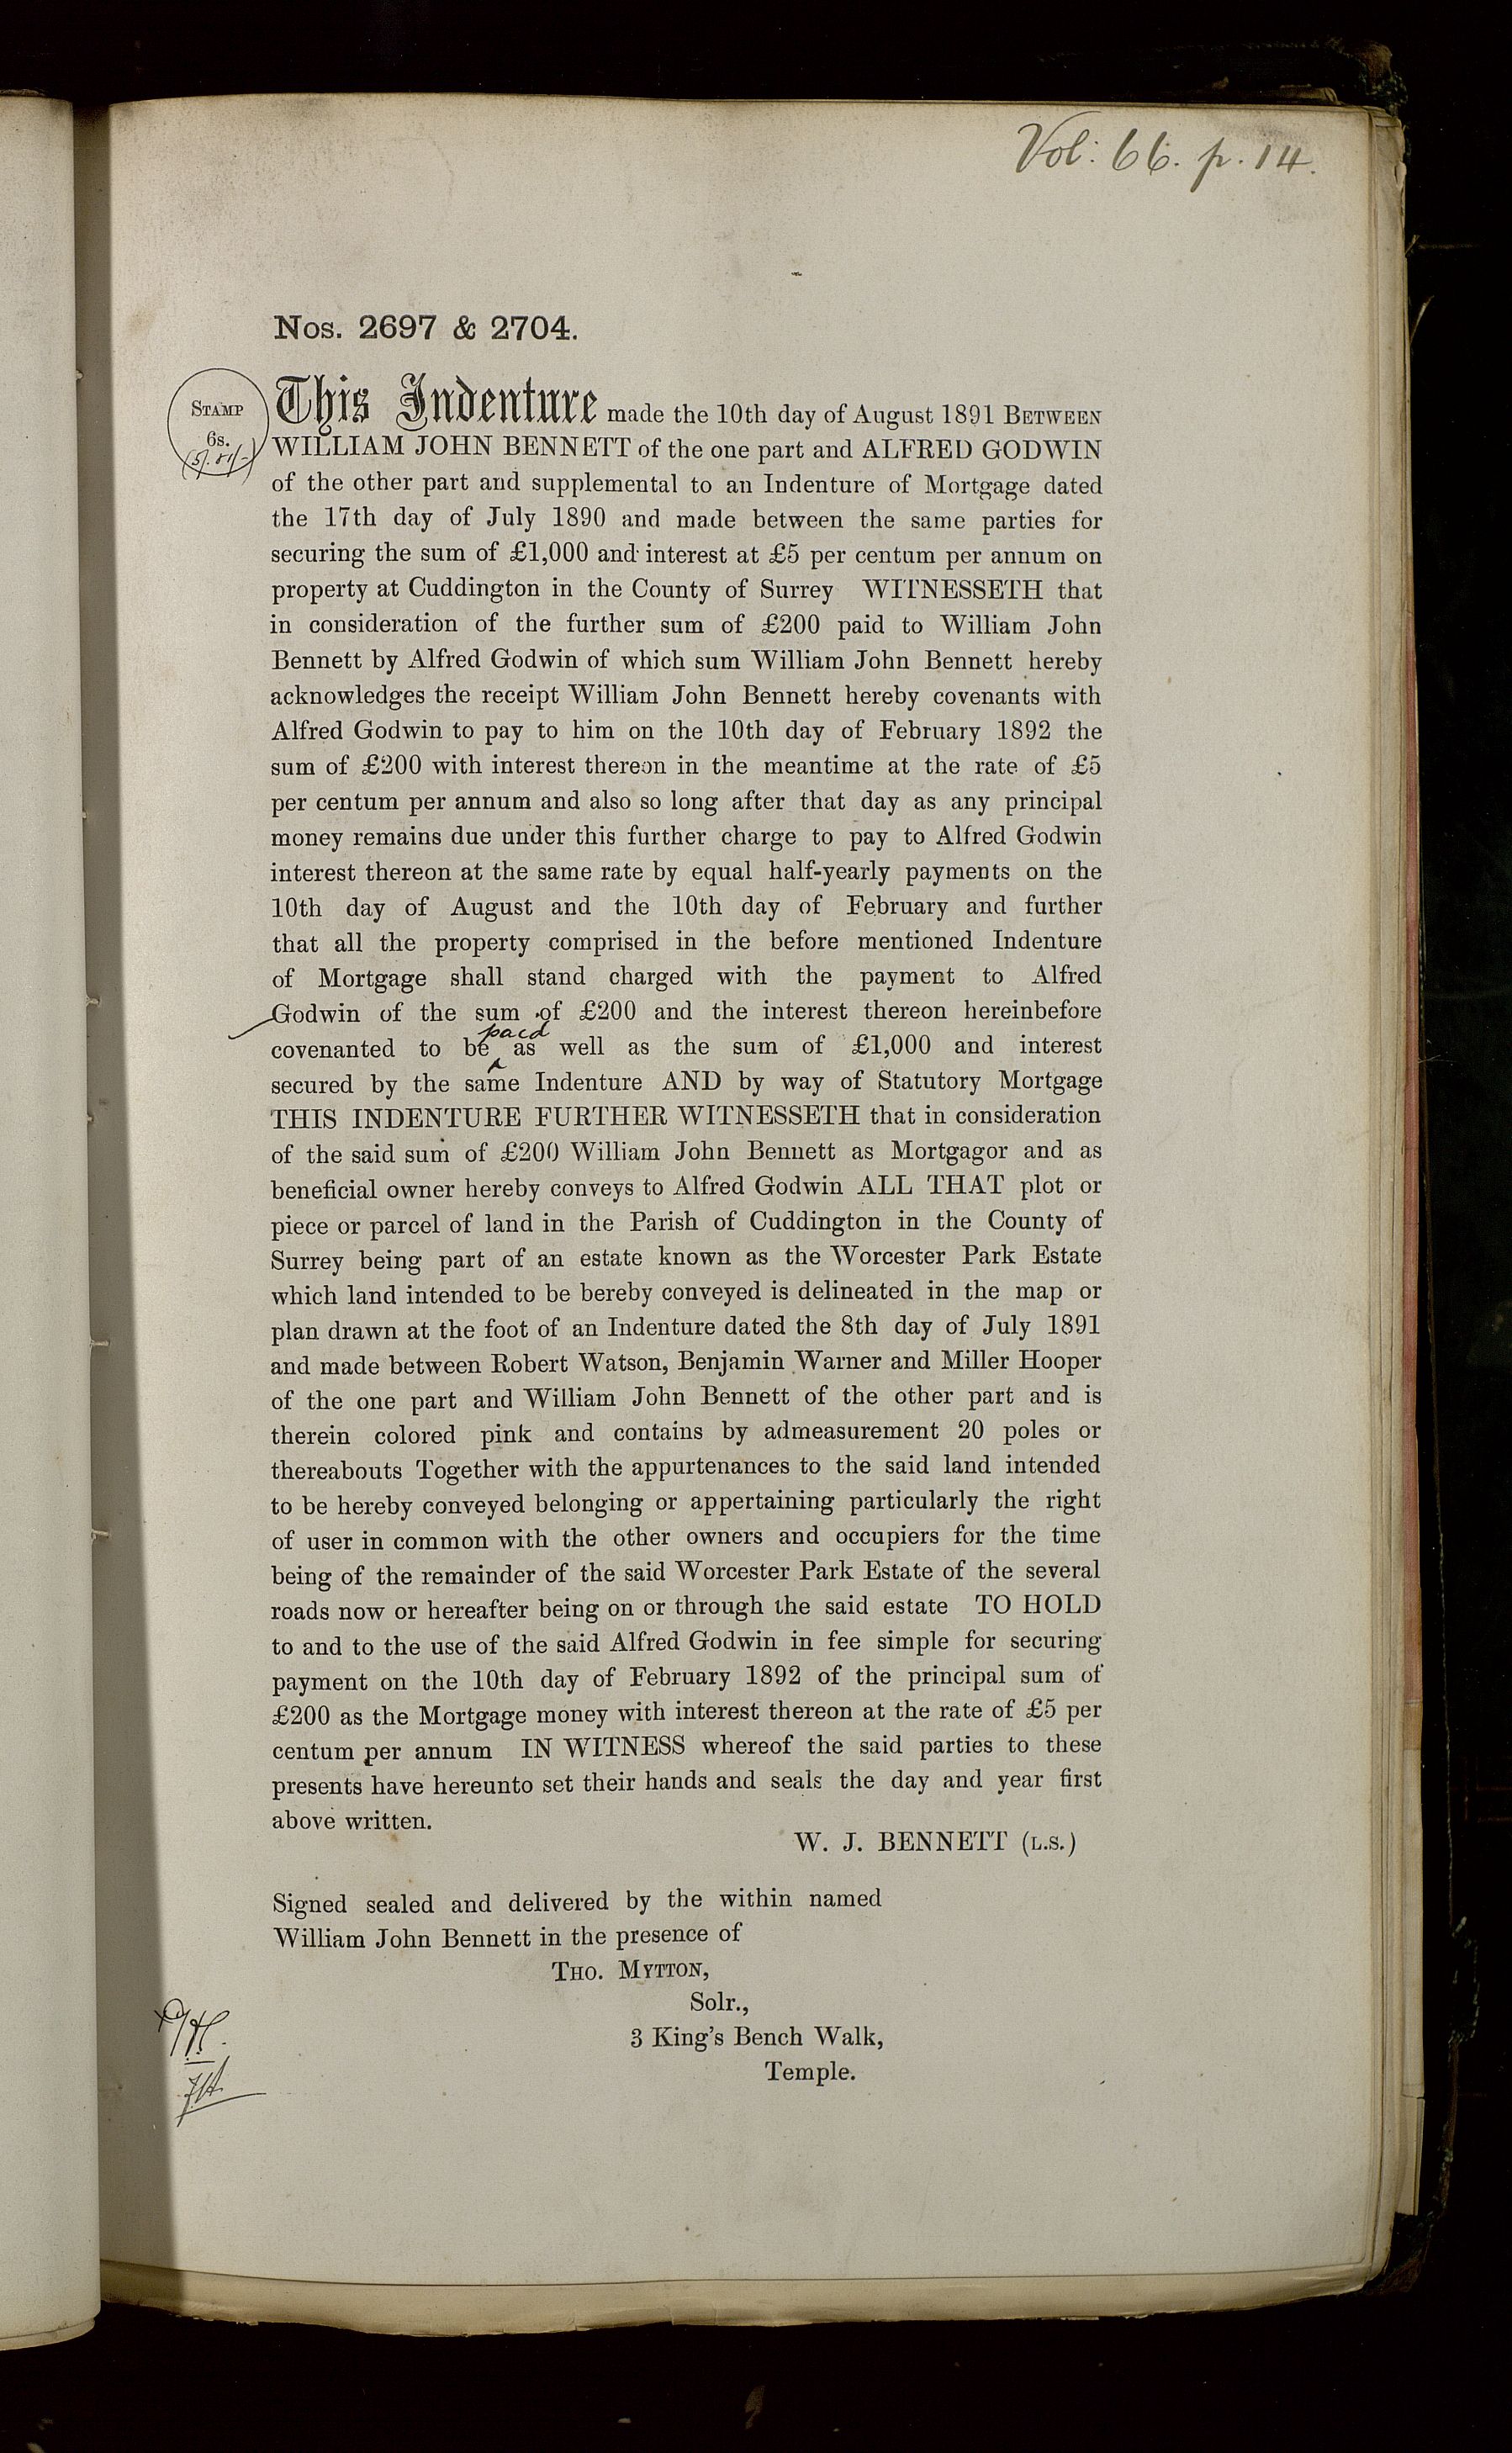 Vol: 66. p. 14.
Nos. 2697 & 2704.
STAMP
6s.
This Indenture made the 10th day of August 1891 BETWEEN
WILLIAM JOHN BENNETT of the one part and ALFRED GODWIN
of the other part and supplemental to an Indenture of Mortgage dated
the 17th day of July 1890 and made between the same parties for
securing the sum of £1,000 and interest at £5 per centum per annum on
property at Cuddington in the County of Surrey WITNESSETH that
in consideration of the further sum of £200 paid to William John
Bennett by Alfred Godwin of which sum William John Bennett hereby
acknowledges the receipt William John Bennett hereby covenants with
Alfred Godwin to pay to him on the 10th day of February 1892 the
sum of £200 with interest thereon in the meantime at the rate of £5
per centum per annum and also so long after that day as any principal
money remains due under this further charge to pay to Alfred Godwin
interest thereon at the same rate by equal half-yearly payments on the
10th day of August and the 10th day of February and further
that all the property comprised in the before mentioned Indenture
of Mortgage shall stand charged with the payment to Alfred
Godwin of the sum of £200 and the interest thereon hereinbefore
paid
covenanted to be as well as the sum of £1,000 and interest
secured by the same Indenture AND by way of Statutory Mortgage
THIS INDENTURE FURTHER WITNESSETH that in consideration
of the said sum of £200 William John Bennett as Mortgagor and as
beneficial owner hereby conveys to Alfred Godwin ALL THAT plot or
piece or parcel of land in the Parish of Cuddington in the County of
Surrey being part of an estate known as the Worcester Park Estate
which land intended to be bereby conveyed is delineated in the map or
plan drawn at the foot of an Indenture dated the 8th day of July 1891
and made between Robert Watson, Benjamin Warner and Miller Hooper
of the one part and William John Bennett of the other part and is
therein colored pink and contains by admeasurement 20 poles or
thereabouts Together with the appurtenances to the said land intended
to be hereby conveyed belonging or appertaining particularly the right
of user in common with the other owners and occupiers for the time
being of the remainder of the said Worcester Park Estate of the several
roads now or hereafter being on or through the said estate TO HOLD
to and to the use of the said Alfred Godwin in fee simple for securing
payment on the 10th day of February 1892 of the principal sum of
£200 as the Mortgage money with interest thereon at the rate of £5 per
centum per annum IN WITNESS whereof the said parties to these
presents have hereunto set their hands and seals the day and year first
above written.
W. J. BENNETT (L.S.)
Signed sealed and delivered by the within named
William John Bennett in the presence of
THO. MYTTON,
Solr.,
3 King's Bench Walk,
Temple.